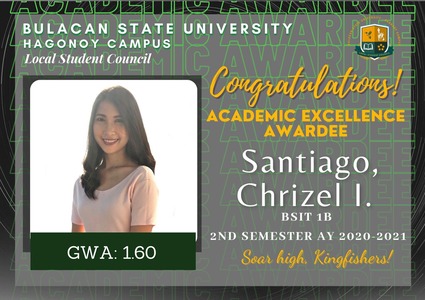 BULACAN STATE UNIVERSITY
HAGONOY CAMPUS
Local Student Council
Congratulations!
ACADEMIC EXCELLENCE
AWARDEE
Santiago,
Chrizel I.
BSIT 1B
2ND SEMESTER AY 2020-2021
Soar high, Kingfishers!
GWA: 1.60